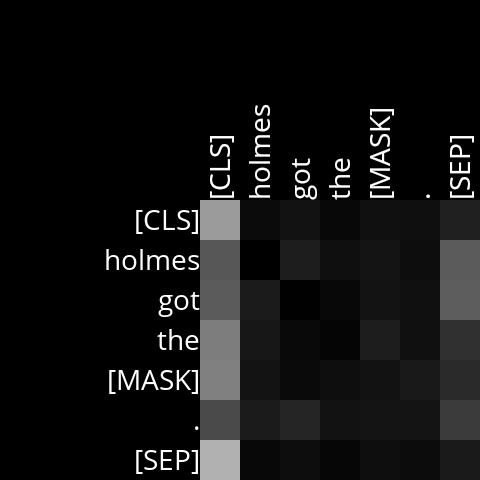 [CLS] holmes got the [MASK] . [SEP]
[CLS]
holmes
got
the
[MASK]
.
[SEP]